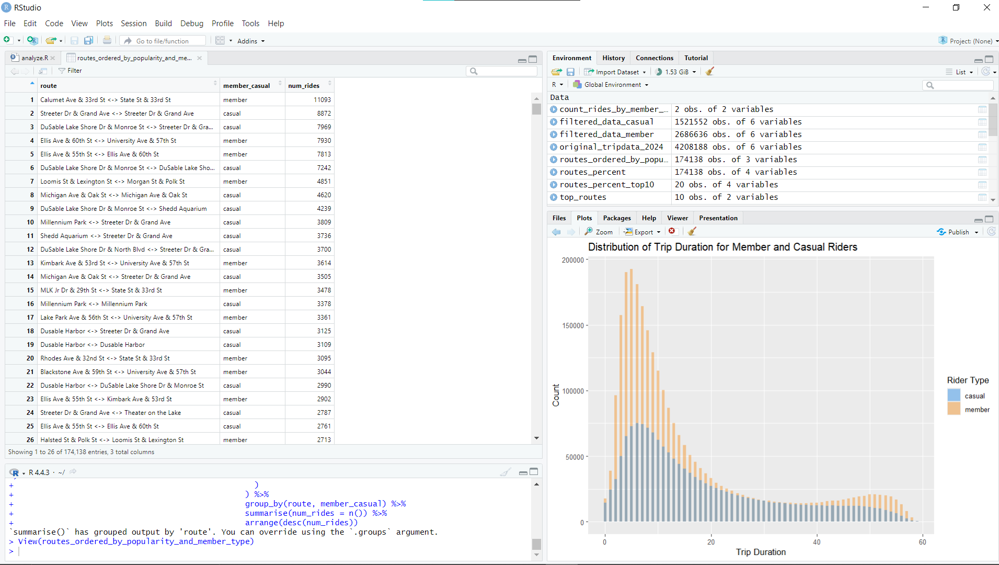 RStudio
File Edit Code View Plots Session Build Debug Profile Tools Help
Go to file/function Addins Project: (None)
analyze.R routes_ordered_by_popularity_and_me...
Filter
route member_casual num_rides
1 Calumet Ave & 33rd St <-> State St & 33rd St member 11093
2 Streeter Dr & Grand Ave <-> Streeter Dr & Grand Ave casual 8872
3 DuSable Lake Shore Dr & Monroe St <-> Streeter Dr & Gra... casual 7969
4 Ellis Ave & 60th St <-> University Ave & 57th St member 7930
5 Ellis Ave & 55th St <-> Ellis Ave & 60th St member 7813
6 DuSable Lake Shore Dr & Monroe St <-> DuSable Lake Sho... casual 7242
7 Loomis St & Lexington St <-> Morgan St & Polk St member 4851
8 Michigan Ave & Oak St <-> Michigan Ave & Oak St casual 4620
9 DuSable Lake Shore Dr & Monroe St <-> Shedd Aquarium casual 4239
10 Millennium Park <-> Streeter Dr & Grand Ave casual 3809
11 Shedd Aquarium <-> Streeter Dr & Grand Ave casual 3736
12 DuSable Lake Shore Dr & North Blvd <-> Streeter Dr & Gra... casual 3700
13 Kimbark Ave & 53rd St <-> University Ave & 57th St member 3614
14 Michigan Ave & Oak St <-> Streeter Dr & Grand Ave casual 3505
15 MLK Jr Dr & 29th St <-> State St & 33rd St member 3478
16 Millennium Park <-> Millennium Park casual 3378
17 Lake Park Ave & 56th St <-> University Ave & 57th St member 3361
18 Dusable Harbor <-> Streeter Dr & Grand Ave casual 3125
19 Dusable Harbor <-> Dusable Harbor casual 3109
20 Rhodes Ave & 32nd St <-> State St & 33rd St member 3095
21 Blackstone Ave & 59th St <-> University Ave & 57th St member 3044
22 Dusable Harbor <-> DuSable Lake Shore Dr & Monroe St casual 2990
23 Ellis Ave & 55th St <-> Kimbark Ave & 53rd St member 2902
24 Streeter Dr & Grand Ave <-> Theater on the Lake casual 2787
25 Ellis Ave & 55th St <-> Ellis Ave & 60th St casual 2761
26 Halsted St & Polk St <-> Loomis St & Lexington St member 2713
Showing 1 to 26 of 174,138 entries, 3 total columns
R 4.4.3 · ~/
+ )
+ ) %>%
+ group_by(route, member_casual) %>%
+ summarise(num_rides = n()) %>%
+ arrange(desc(num_rides))
`summarise()` has grouped output by 'route'. You can override using the `.groups` argument.
> View(routes_ordered_by_popularity_and_member_type)
>
Environment History Connections Tutorial
Import Dataset 1.53 GiB List
R Global Environment
Data
count_rides_by_member_... 2 obs. of 2 variables
filtered_data_casual 1521552 obs. of 6 variables
filtered_data_member 2686636 obs. of 6 variables
original_tripdata_2024 4208188 obs. of 6 variables
routes_ordered_by_popu... 174138 obs. of 3 variables
routes_percent 174138 obs. of 4 variables
routes_percent_top10 20 obs. of 4 variables
top_routes 10 obs. of 2 variables
Files Plots Packages Help Viewer Presentation
Zoom Export Publish
Distribution of Trip Duration for Member and Casual Riders
200000
150000
100000
50000
0
Count
0 20 40 60
Trip Duration
Rider Type
casual
member